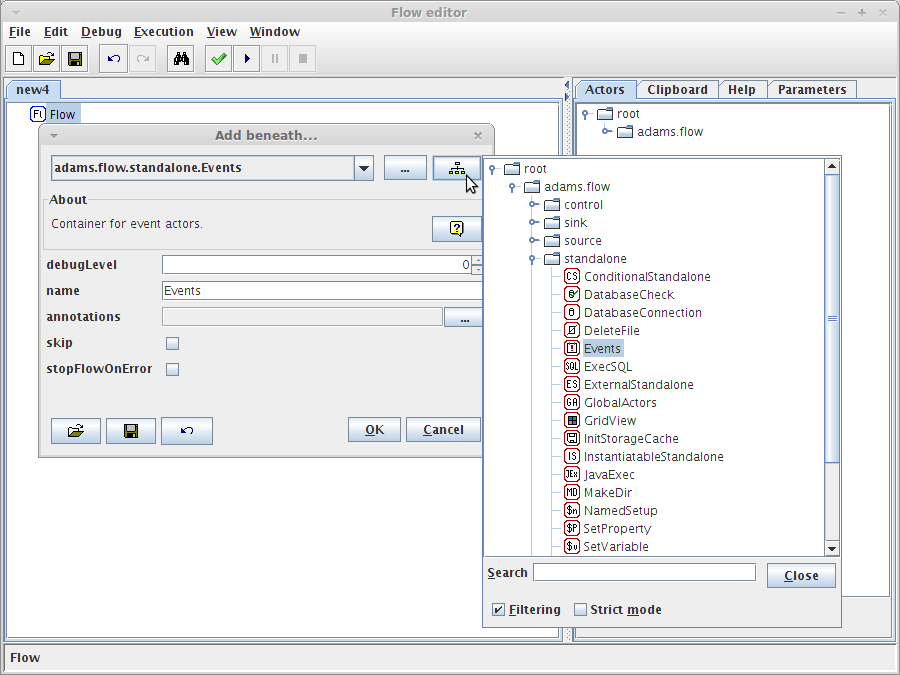 Flow editor
File Edit Debug Execution View Window
new4
Actors Clipboard Help Parameters
Fl Flow
root
adams.flow
Add beneath...
adams.flow.standalone.Events
...
About
Container for event actors.
debugLevel 0
name Events
annotations ...
skip
stopFlowOnError
OK Cancel
root
adams.flow
control
sink
source
standalone
CS ConditionalStandalone
DatabaseCheck
DatabaseConnection
DeleteFile
Events
SQL ExecSQL
ES ExternalStandalone
GA GlobalActors
GridView
InitStorageCache
IS InstantiatableStandalone
JEx JavaExec
MD MakeDir
$n NamedSetup
$P SetProperty
$v SetVariable
Search
Close
Filtering Strict mode
Flow